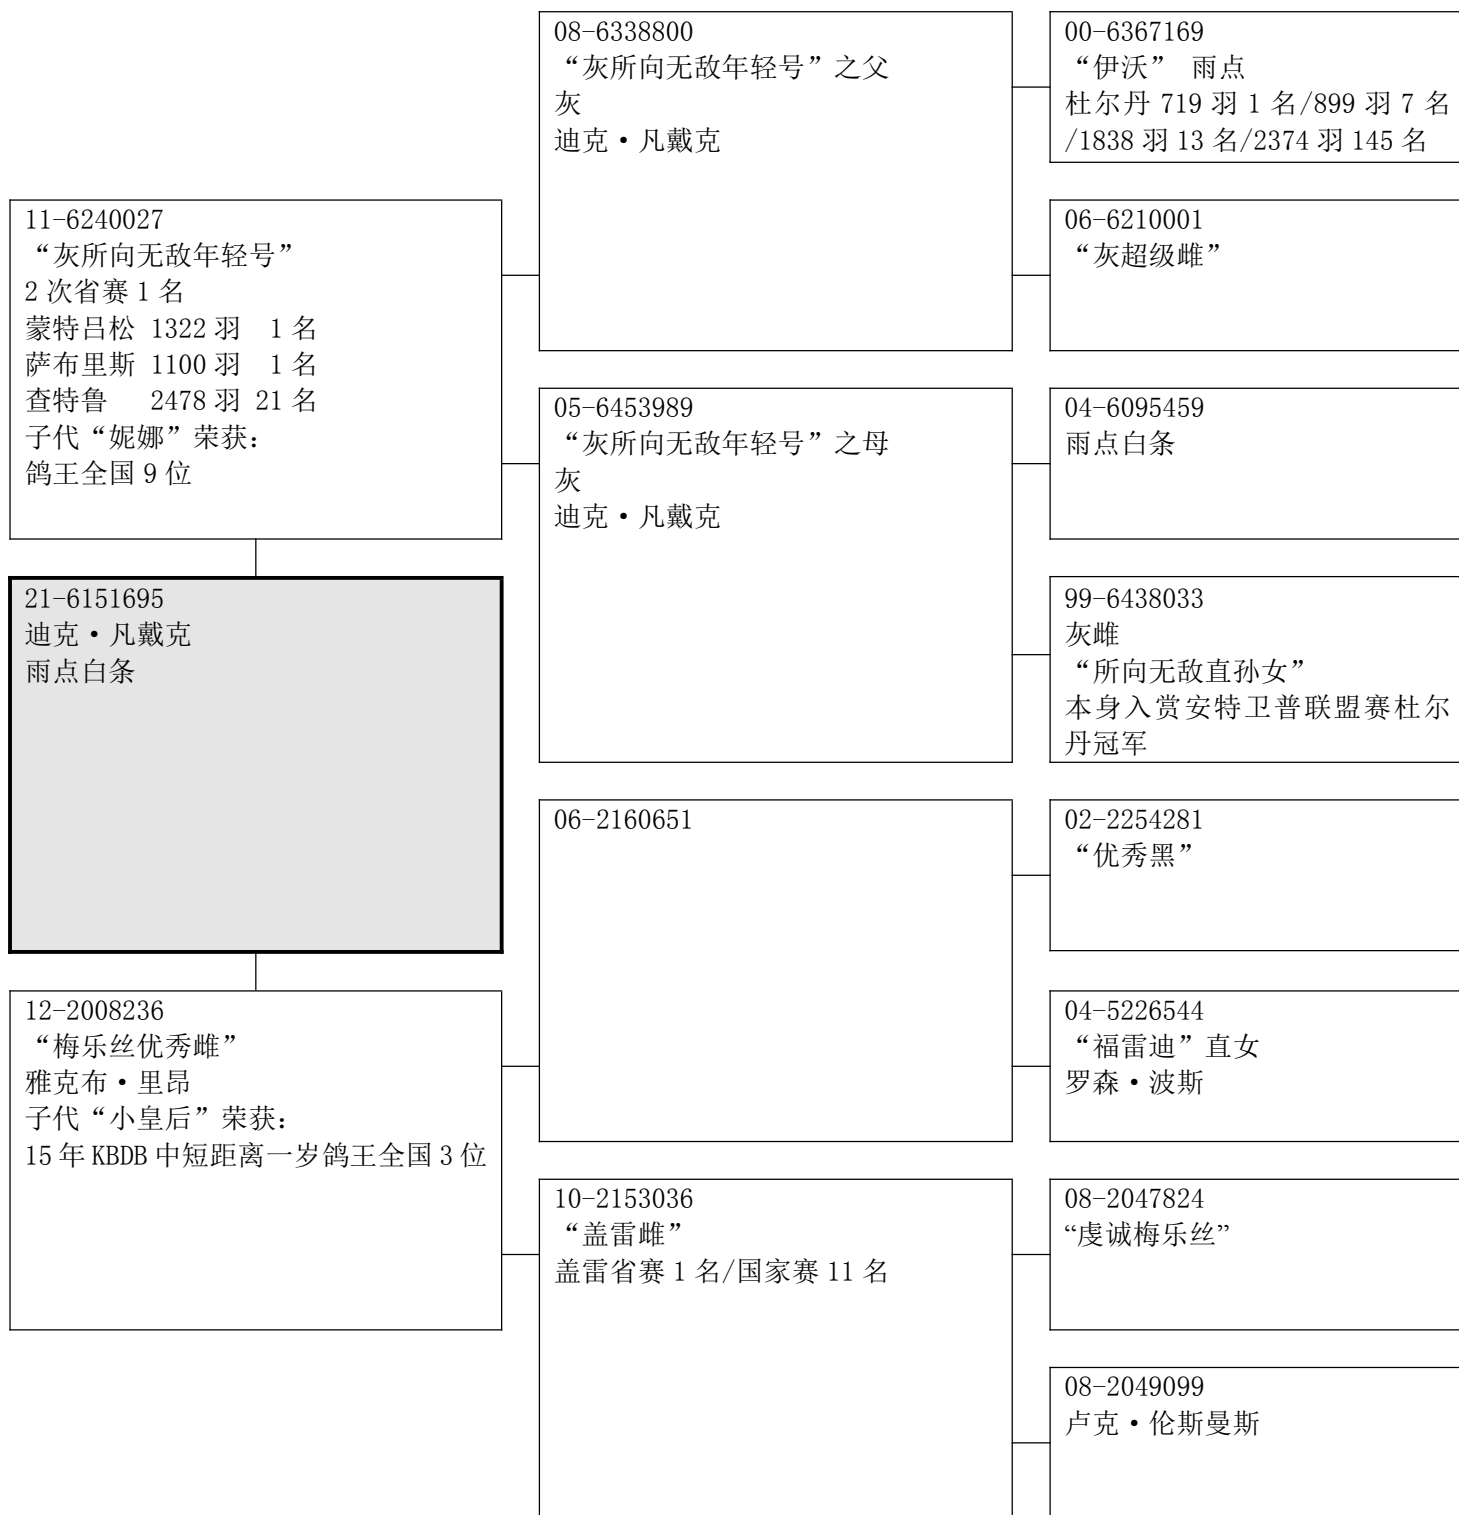 11-6240027
“灰所向无敌年轻号”
2 次省赛 1 名
蒙特吕松 1322 羽 1 名
萨布里斯 1100 羽 1 名
查特鲁 2478 羽 21 名
子代“妮娜”荣获：
鸽王全国 9 位
21-6151695
迪克·凡戴克
雨点白条
12-2008236
“梅乐丝优秀雌”
雅克布·里昂
子代“小皇后”荣获：
15 年 KBDB 中短距离一岁鸽王全国 3 位
08-6338800
“灰所向无敌年轻号”之父
灰
迪克·凡戴克
05-6453989
“灰所向无敌年轻号”之母
灰
迪克·凡戴克
06-2160651
10-2153036
“盖雷雌”
盖雷省赛 1 名/国家赛 11 名
00-6367169
“伊沃” 雨点
杜尔丹 719 羽 1 名/899 羽 7 名
/1838 羽 13 名/2374 羽 145 名
06-6210001
“灰超级雌”
04-6095459
雨点白条
99-6438033
灰雌
“所向无敌直孙女”
本身入赏安特卫普联盟赛杜尔
丹冠军
02-2254281
“优秀黑”
04-5226544
“福雷迪”直女
罗森·波斯
08-2047824
“虔诚梅乐丝”
08-2049099
卢克·伦斯曼斯